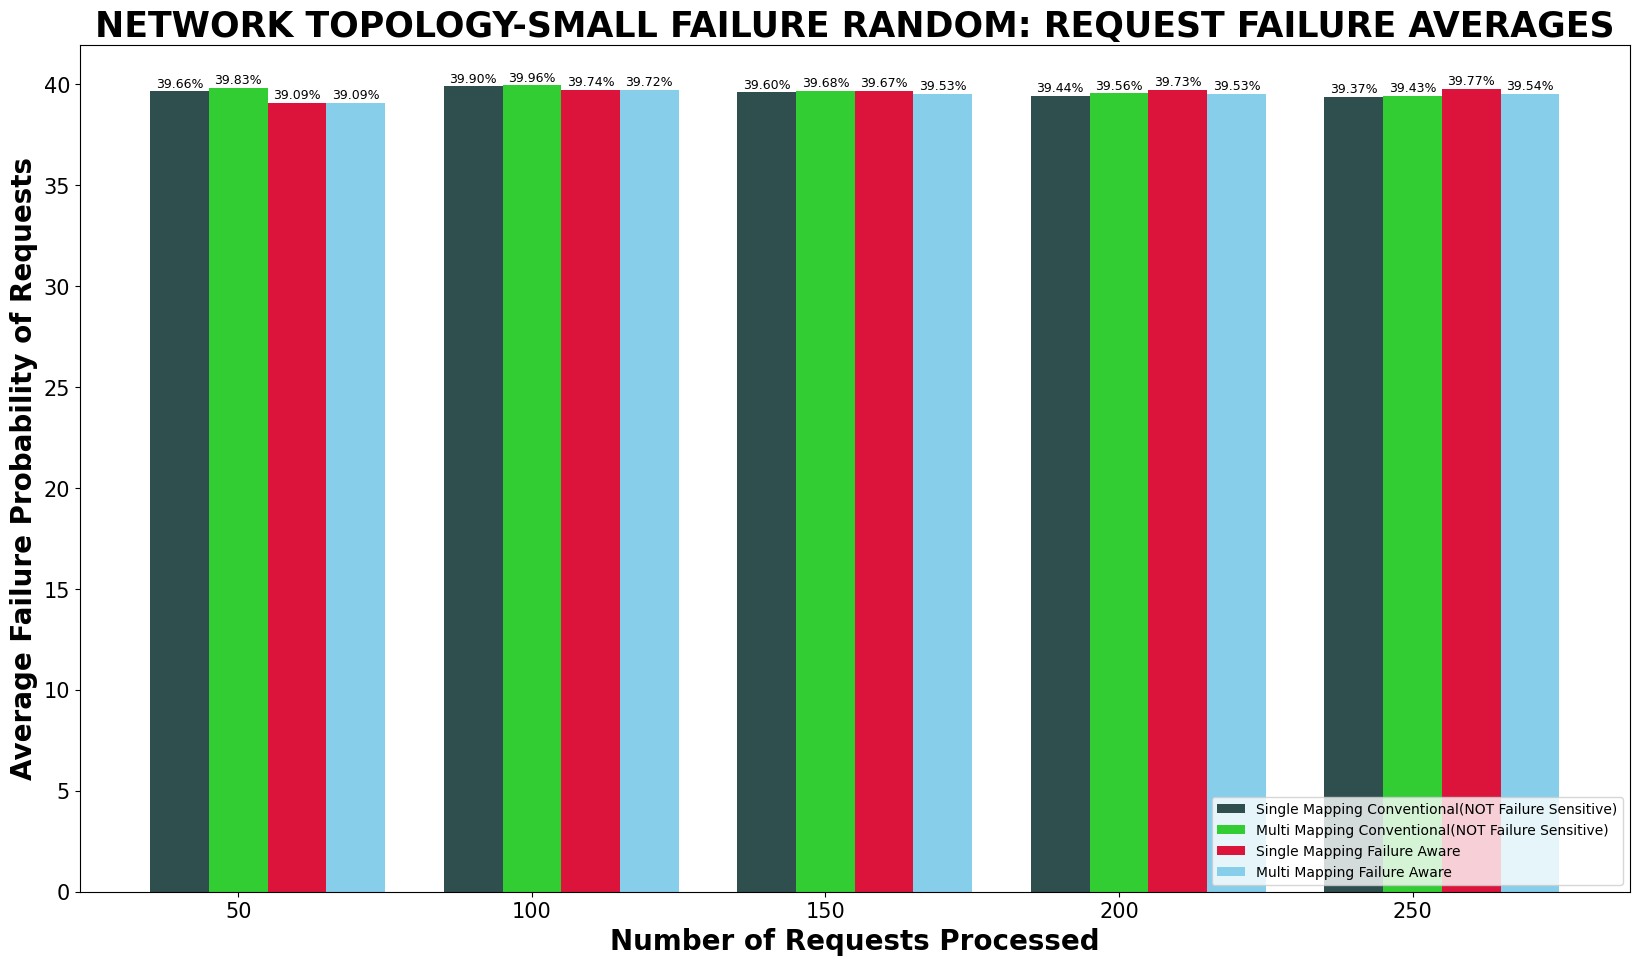 NETWORK TOPOLOGY-SMALL FAILURE RANDOM: REQUEST FAILURE AVERAGES
Average Failure Probability of Requests
40
35
30
25
20
15
10
5
0
39.66% 39.83% 39.09% 39.09%
39.90% 39.96% 39.74% 39.72%
39.60% 39.68% 39.67% 39.53%
39.44% 39.56% 39.73% 39.53%
39.37% 39.43% 39.77% 39.54%
Single Mapping Conventional(NOT Failure Sensitive)
Multi Mapping Conventional(NOT Failure Sensitive)
Single Mapping Failure Aware
Multi Mapping Failure Aware
50 100 150 200 250
Number of Requests Processed